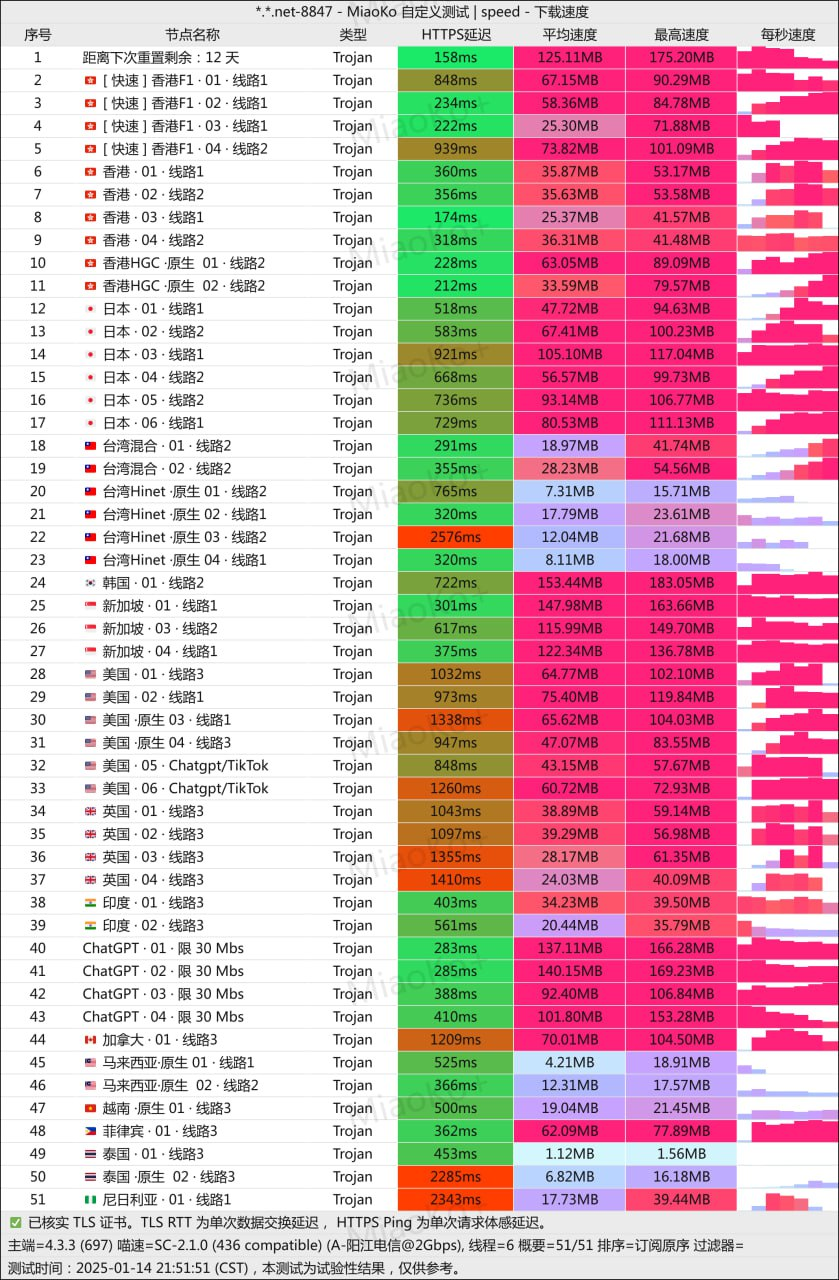 *.*.net-8847 - MiaoKo 自定义测试 | speed - 下载速度
序号 节点名称 类型 HTTPS延迟 平均速度 最高速度 每秒速度
1 距离下次重置剩余：12 天 Trojan 158ms 125.11MB 175.20MB
2 🇭🇰 [ 快速 ] 香港F1 · 01 · 线路1 Trojan 848ms 67.15MB 90.29MB
3 🇭🇰 [ 快速 ] 香港F1 · 02 · 线路1 Trojan 234ms 58.36MB 84.78MB
4 🇭🇰 [ 快速 ] 香港F1 · 03 · 线路1 Trojan 222ms 25.30MB 71.88MB
5 🇭🇰 [ 快速 ] 香港F1 · 04 · 线路2 Trojan 939ms 73.82MB 101.09MB
6 🇭🇰 香港 · 01 · 线路1 Trojan 360ms 35.87MB 53.17MB
7 🇭🇰 香港 · 02 · 线路2 Trojan 356ms 35.63MB 53.58MB
8 🇭🇰 香港 · 03 · 线路1 Trojan 174ms 25.37MB 41.57MB
9 🇭🇰 香港 · 04 · 线路2 Trojan 318ms 36.31MB 41.48MB
10 🇭🇰 香港HGC ·原生 01 · 线路2 Trojan 228ms 63.05MB 89.09MB
11 🇭🇰 香港HGC ·原生 02 · 线路2 Trojan 212ms 33.59MB 79.57MB
12 🇯🇵 日本 · 01 · 线路1 Trojan 518ms 47.72MB 94.63MB
13 🇯🇵 日本 · 02 · 线路2 Trojan 583ms 67.41MB 100.23MB
14 🇯🇵 日本 · 03 · 线路1 Trojan 921ms 105.10MB 117.04MB
15 🇯🇵 日本 · 04 · 线路2 Trojan 668ms 56.57MB 99.73MB
16 🇯🇵 日本 · 05 · 线路2 Trojan 736ms 93.14MB 106.77MB
17 🇯🇵 日本 · 06 · 线路1 Trojan 729ms 80.53MB 111.13MB
18 🇹🇼 台湾混合 · 01 · 线路2 Trojan 291ms 18.97MB 41.74MB
19 🇹🇼 台湾混合 · 02 · 线路2 Trojan 355ms 28.23MB 54.56MB
20 🇹🇼 台湾Hinet ·原生 01 · 线路2 Trojan 765ms 7.31MB 15.71MB
21 🇹🇼 台湾Hinet ·原生 02 · 线路1 Trojan 320ms 17.79MB 23.61MB
22 🇹🇼 台湾Hinet ·原生 03 · 线路2 Trojan 2576ms 12.04MB 21.68MB
23 🇹🇼 台湾Hinet ·原生 04 · 线路1 Trojan 320ms 8.11MB 18.00MB
24 🇰🇷 韩国 · 01 · 线路2 Trojan 722ms 153.44MB 183.05MB
25 🇸🇬 新加坡 · 01 · 线路1 Trojan 301ms 147.98MB 163.66MB
26 🇸🇬 新加坡 · 03 · 线路2 Trojan 617ms 115.99MB 149.70MB
27 🇸🇬 新加坡 · 04 · 线路1 Trojan 375ms 122.34MB 136.78MB
28 🇺🇸 美国 · 01 · 线路3 Trojan 1032ms 64.77MB 102.10MB
29 🇺🇸 美国 · 02 · 线路1 Trojan 973ms 75.40MB 119.84MB
30 🇺🇸 美国 ·原生 03 · 线路1 Trojan 1338ms 65.62MB 104.03MB
31 🇺🇸 美国 ·原生 04 · 线路3 Trojan 947ms 47.07MB 83.55MB
32 🇺🇸 美国 · 05 · Chatgpt/TikTok Trojan 848ms 43.15MB 57.67MB
33 🇺🇸 美国 · 06 · Chatgpt/TikTok Trojan 1260ms 60.72MB 72.93MB
34 🇬🇧 英国 · 01 · 线路3 Trojan 1043ms 38.89MB 59.14MB
35 🇬🇧 英国 · 02 · 线路3 Trojan 1097ms 39.29MB 56.98MB
36 🇬🇧 英国 · 03 · 线路3 Trojan 1355ms 28.17MB 61.35MB
37 🇬🇧 英国 · 04 · 线路3 Trojan 1410ms 24.03MB 40.09MB
38 🇮🇳 印度 · 01 · 线路3 Trojan 403ms 34.23MB 39.50MB
39 🇮🇳 印度 · 02 · 线路3 Trojan 561ms 20.44MB 35.79MB
40 ChatGPT · 01 · 限 30 Mbs Trojan 283ms 137.11MB 166.28MB
41 ChatGPT · 02 · 限 30 Mbs Trojan 285ms 140.15MB 169.23MB
42 ChatGPT · 03 · 限 30 Mbs Trojan 388ms 92.40MB 106.84MB
43 ChatGPT · 04 · 限 30 Mbs Trojan 410ms 101.80MB 153.28MB
44 🇨🇦 加拿大 · 01 · 线路3 Trojan 1209ms 70.01MB 104.50MB
45 🇲🇾 马来西亚·原生 01 · 线路1 Trojan 525ms 4.21MB 18.91MB
46 🇲🇾 马来西亚·原生 02 · 线路2 Trojan 366ms 12.31MB 17.57MB
47 🇻🇳 越南 ·原生 01 · 线路3 Trojan 500ms 19.04MB 21.45MB
48 🇵🇭 菲律宾 · 01 · 线路3 Trojan 362ms 62.09MB 77.89MB
49 🇹🇭 泰国 · 01 · 线路3 Trojan 453ms 1.12MB 1.56MB
50 🇹🇭 泰国 ·原生 02 · 线路3 Trojan 2285ms 6.82MB 16.18MB
51 🇳🇬 尼日利亚 · 01 · 线路1 Trojan 2343ms 17.73MB 39.44MB
✅ 已核实 TLS 证书。TLS RTT 为单次数据交换延迟， HTTPS Ping 为单次请求体感延迟。
主端=4.3.3 (697) 喵速=SC-2.1.0 (436 compatible) (A-阳江电信@2Gbps), 线程=6 概要=51/51 排序=订阅原序 过滤器=
测试时间：2025-01-14 21:51:51 (CST)，本测试为试验性结果，仅供参考。